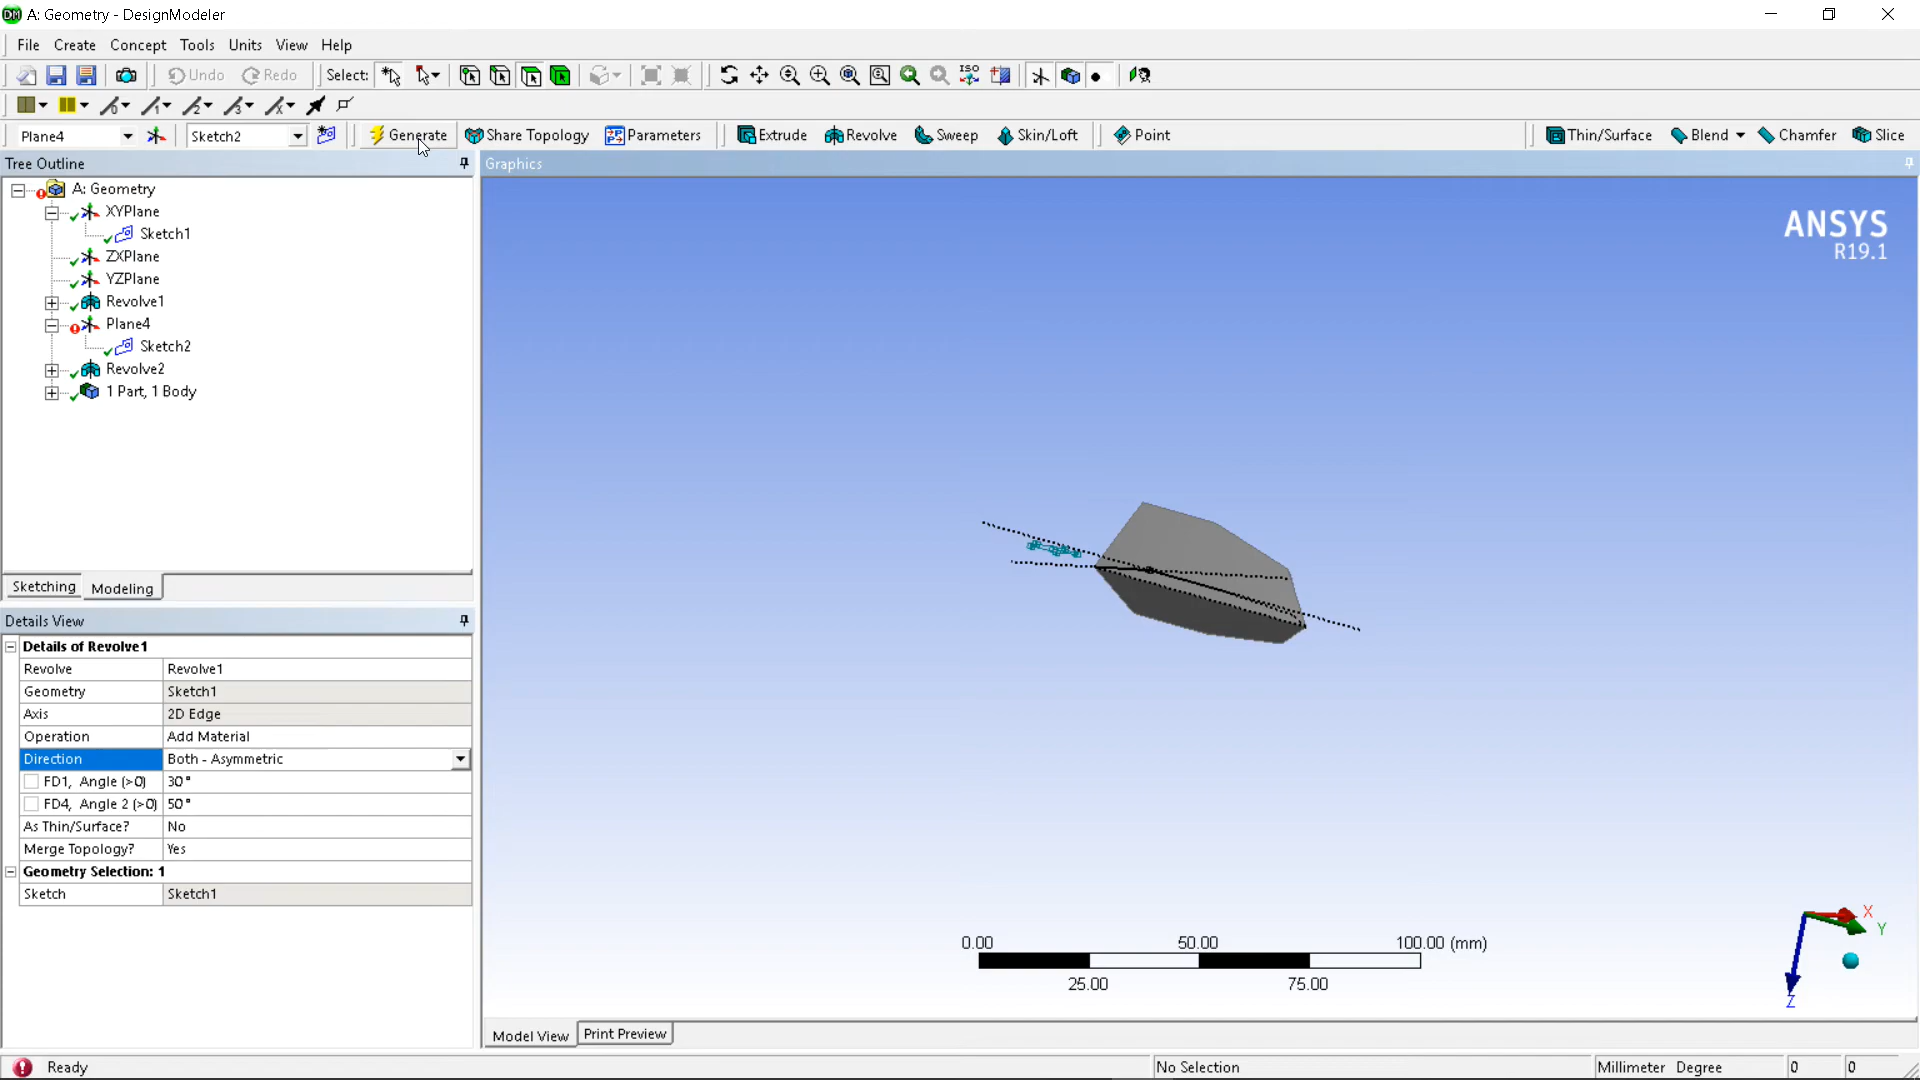 A: Geometry - DesignModeler
File Create Concept Tools Units View Help
Undo Redo Select: ISO
Plane4 Sketch2 Generate Share Topology Parameters Extrude Revolve Sweep Skin/Loft Point Thin/Surface Blend Chamfer Slice
Tree Outline
A: Geometry
XYPlane
Sketch1
ZXPlane
YZPlane
Revolve1
Plane4
Sketch2
Revolve2
1 Part, 1 Body
Sketching Modeling
Details View
Details of Revolve1
Revolve Revolve1
Geometry Sketch1
Axis 2D Edge
Operation Add Material
Direction Both - Asymmetric
FD1, Angle (>0) 30°
FD4, Angle 2 (>0) 50°
As Thin/Surface? No
Merge Topology? Yes
Geometry Selection: 1
Sketch Sketch1
Graphics
ANSYS
R19.1
0.00 50.00 100.00 (mm)
25.00 75.00
X
Y
Z
Model View Print Preview
Ready No Selection Millimeter Degree 0 0